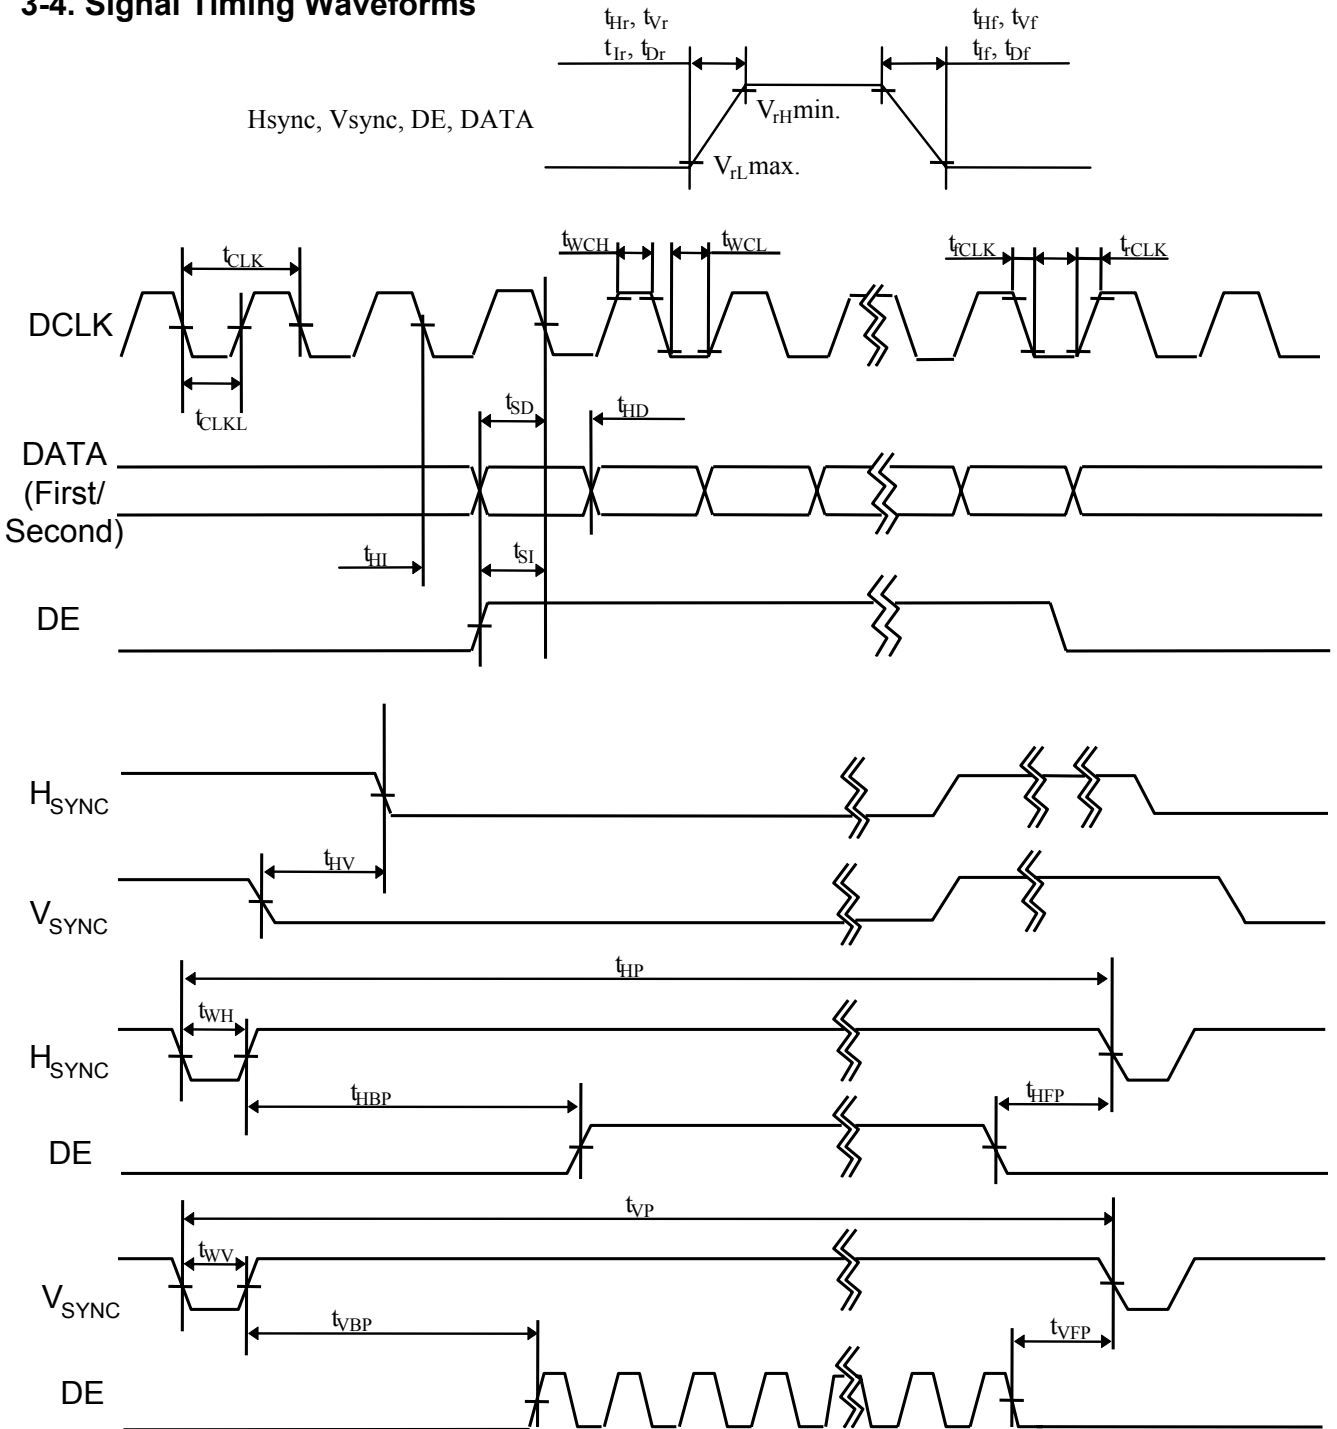 3-4. Signal Timing Waveforms
tHr, tVr
tIr, tDr
tHf, tVf
tIf, tDf
Hsync, Vsync, DE, DATA
VrHmin.
VrLmax.
tCLK
tWCH
tWCL
tfCLK
trCLK
DCLK
tCLKL
tSD
tHD
DATA
(First/
Second)
tHI
tSI
DE
HSYNC
tHV
VSYNC
tHP
tWH
HSYNC
tHBP
tHFP
DE
tVP
tWV
VSYNC
tVBP
tVFP
DE